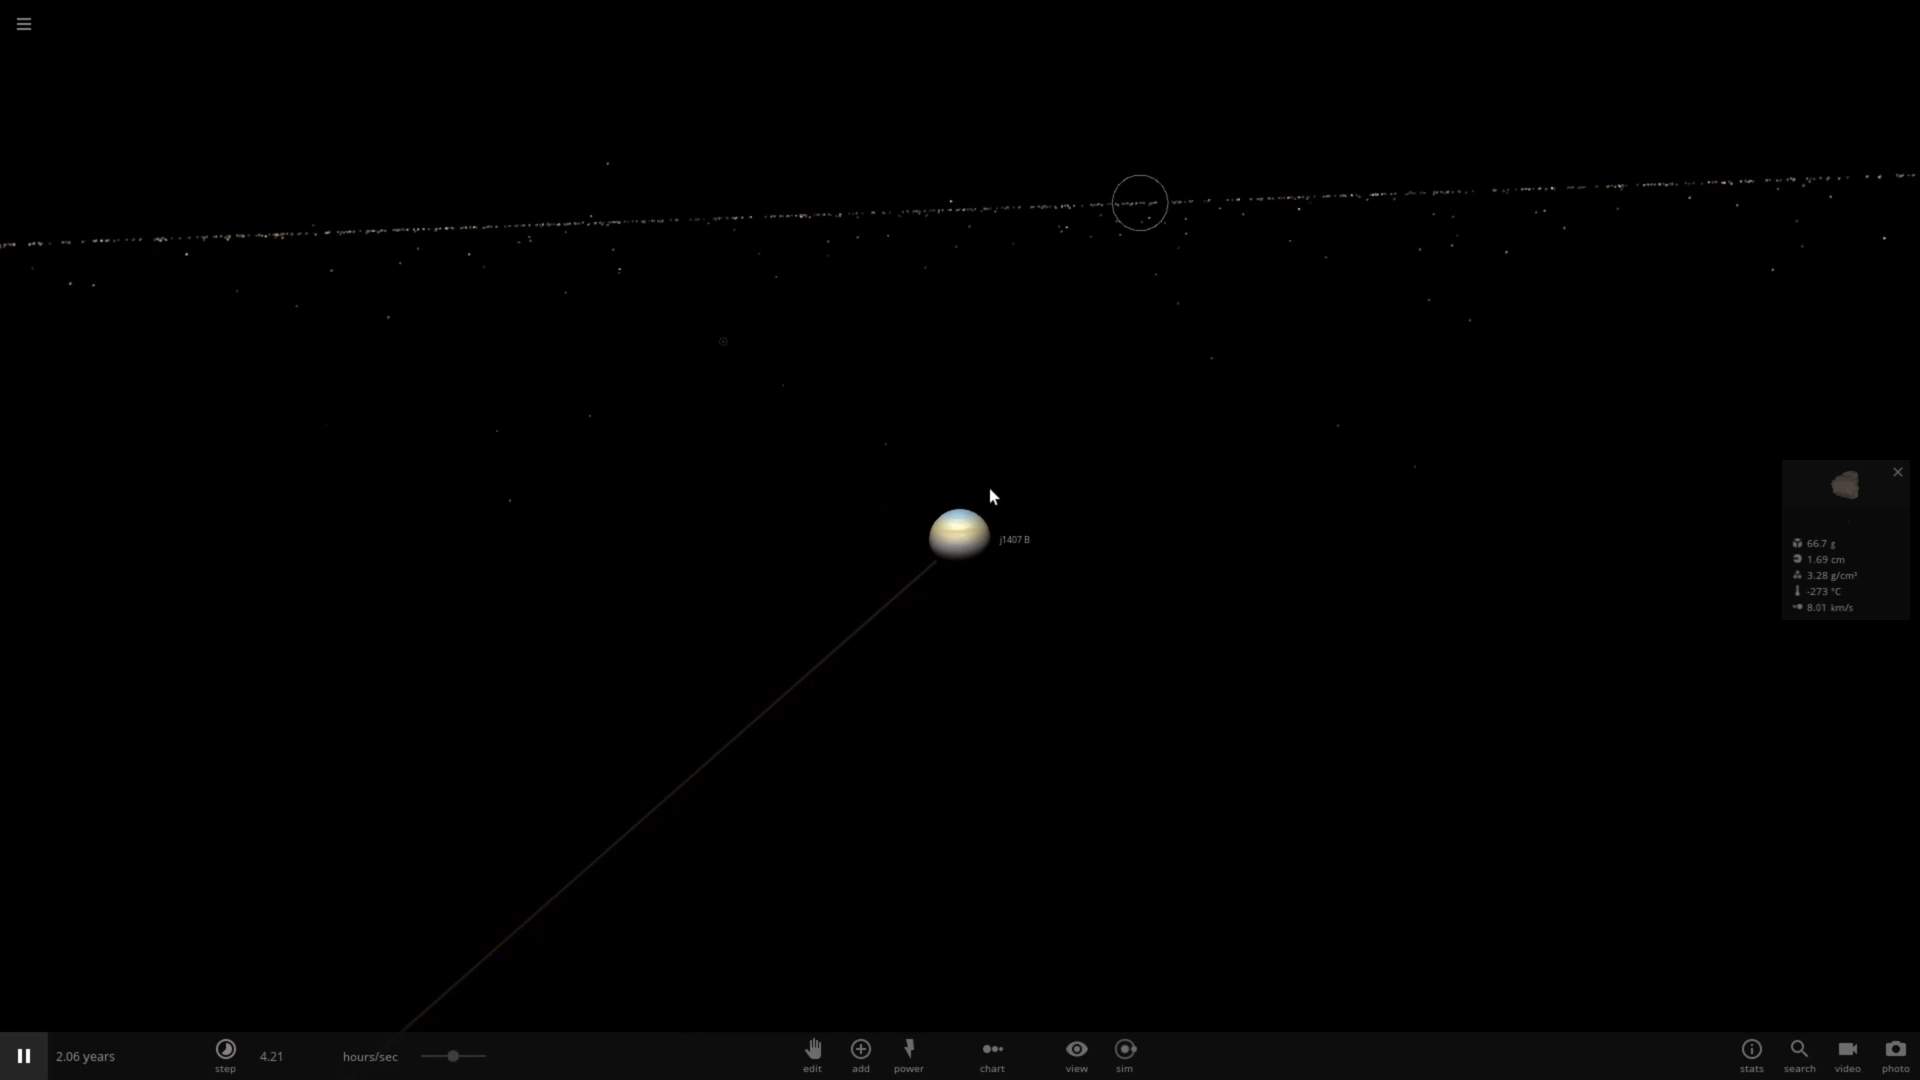 j1407 B
66.7 g
1.69 cm
3.28 g/cm³
-273 °C
8.01 km/s
2.06 years
step
4.21
hours/sec
edit
add
power
chart
view
sim
stats
search
video
photo